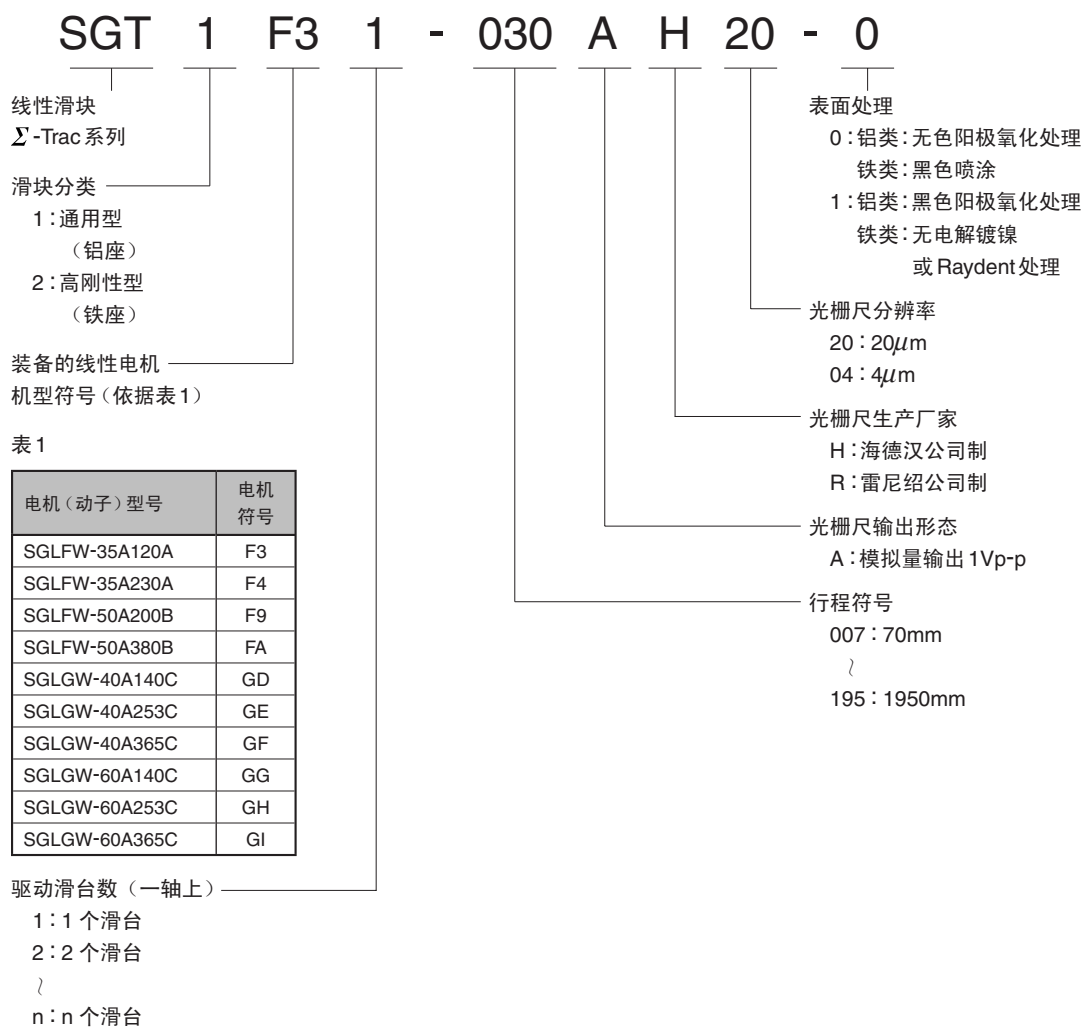 SGT 1 F3 1 - 030 A H 20 - 0
线性滑块
Σ-Trac系列
滑块分类
1：通用型
（铝座）
2：高刚性型
（铁座）
装备的线性电机
机型符号（依据表1）
表1
电机（动子）型号 电机符号
SGLFW-35A120A F3
SGLFW-35A230A F4
SGLFW-50A200B F9
SGLFW-50A380B FA
SGLGW-40A140C GD
SGLGW-40A253C GE
SGLGW-40A365C GF
SGLGW-60A140C GG
SGLGW-60A253C GH
SGLGW-60A365C GI
驱动滑台数（一轴上）
1：1 个滑台
2：2 个滑台
~
n：n 个滑台
表面处理
0：铝类：无色阳极氧化处理
铁类：黑色喷涂
1：铝类：黑色阳极氧化处理
铁类：无电解镀镍
或Raydent处理
光栅尺分辨率
20：20μm
04：4μm
光栅尺生产厂家
H：海德汉公司制
R：雷尼绍公司制
光栅尺输出形态
A：模拟量输出1Vp-p
行程符号
007：70mm
~
195：1950mm